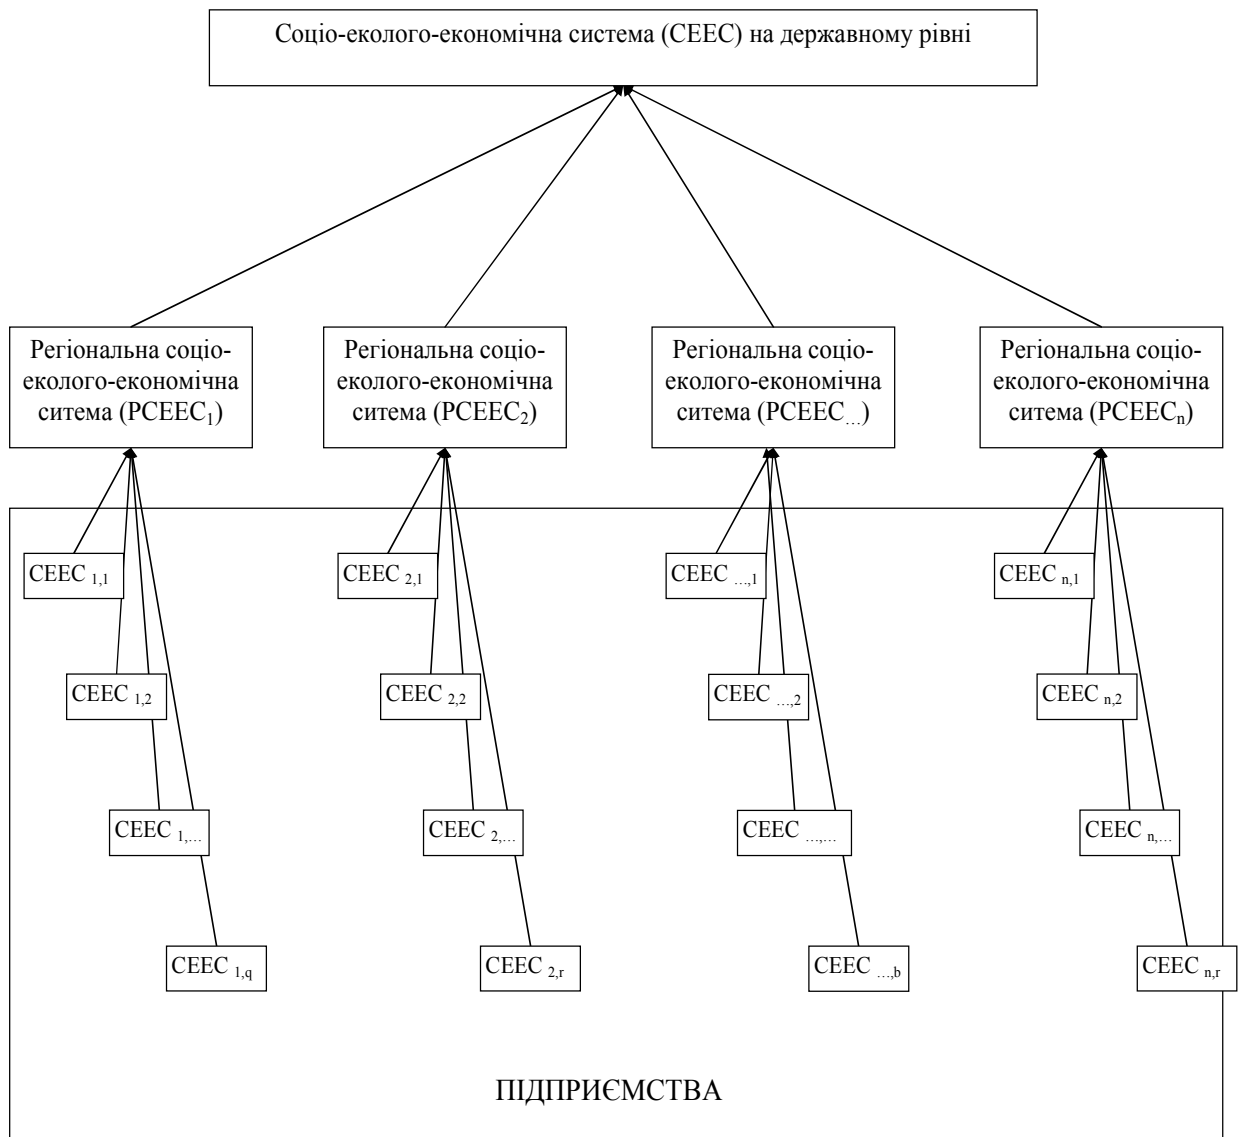 Соціо-еколого-економічна система (СЕЕС) на державному рівні
Регіональна соціо-
еколого-економічна
ситема (РСЕЕС₁)
Регіональна соціо-
еколого-економічна
ситема (РСЕЕС₂)
Регіональна соціо-
еколого-економічна
ситема (РСЕЕС…)
Регіональна соціо-
еколого-економічна
ситема (РСЕЕСn)
СЕЕС 1,1
СЕЕС 2,1
СЕЕС …,1
СЕЕС n,1
СЕЕС 1,2
СЕЕС 2,2
СЕЕС …,2
СЕЕС n,2
СЕЕС 1,…
СЕЕС 2,…
СЕЕС …,…
СЕЕС n,…
СЕЕС 1,q
СЕЕС 2,r
СЕЕС …,b
СЕЕС n,r
ПІДПРИЄМСТВА